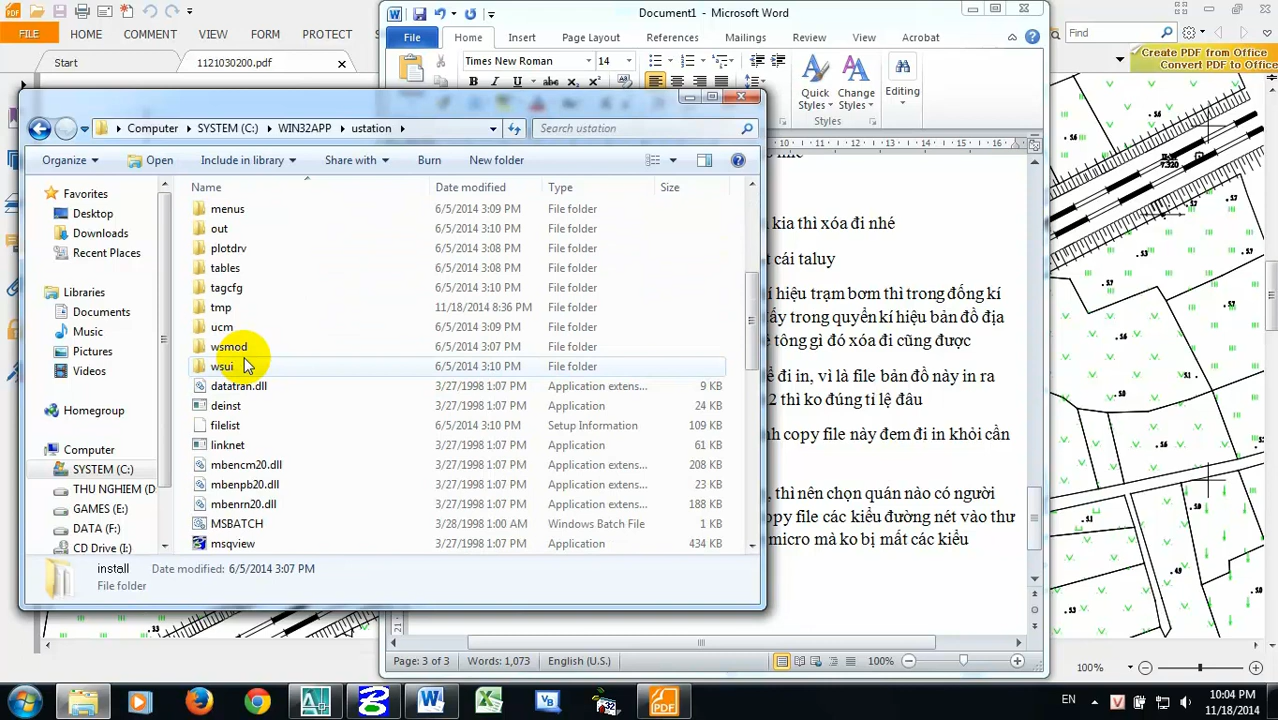 Document1 - Microsoft Word
FILE HOME COMMENT VIEW FORM PROTECT
Find
Start 1121030200.pdf
Create PDF from Office
Convert PDF to Office
File Home Insert Page Layout References Mailings Review View Acrobat
Times New Roman 14
B I U abc
Quick Styles
Change Styles
Editing
Styles
Computer SYSTEM (C:) WIN32APP ustation
Search ustation
Organize Open Include in library Share with Burn New folder
Name Date modified Type Size
Favorites
Desktop
Downloads
Recent Places
Libraries
Documents
Music
Pictures
Videos
Homegroup
Computer
SYSTEM (C:)
THU NGHIEM (D
GAMES (E:)
DATA (F:)
CD Drive (I:)
menus 6/5/2014 3:09 PM File folder
out 6/5/2014 3:10 PM File folder
plotdrv 6/5/2014 3:09 PM File folder
tables 6/5/2014 3:08 PM File folder
tagcfg 6/5/2014 3:10 PM File folder
tmp 11/18/2014 8:36 PM File folder
ucm 6/5/2014 3:09 PM File folder
wsmod 6/5/2014 3:07 PM File folder
wsui 6/5/2014 3:10 PM File folder
datatran.dll 3/27/1998 1:07 PM Application extens... 9 KB
deinst 3/27/1998 1:07 PM Application 24 KB
filelist 3/27/1998 1:07 PM Setup Information 109 KB
linknet 3/27/1998 1:07 PM Application 61 KB
mbencm20.dll 3/27/1998 1:07 PM Application extens... 208 KB
mbenpb20.dll 3/27/1998 1:07 PM Application extens... 23 KB
mbenrn20.dll 3/27/1998 1:07 PM Application extens... 188 KB
MSBATCH 3/28/1998 1:00 AM Windows Batch File 1 KB
msqview 3/27/1998 1:07 PM Application 434 KB
install Date modified: 6/5/2014 3:07 PM
File folder
10 11 12 13 14 15 16
kia thì xóa đi nhé
t cái taluy
í hiệu trạm bơm thì trong đống kí
ấy trong quyển kí hiệu bản đồ địa
ê tông gì đó xóa đi cũng được
ể đi in, vì là file bản đồ này in ra
2 thì ko đúng tỉ lệ đâu
nh copy file này đem đi in khỏi cần
, thì nên chọn quán nào có người
opy file các kiểu đường nét vào thư
micro mà ko bị mất các kiểu
Page: 3 of 3 Words: 1,073 English (U.S.) 100%
100%
EN
10:04 PM
11/18/2014